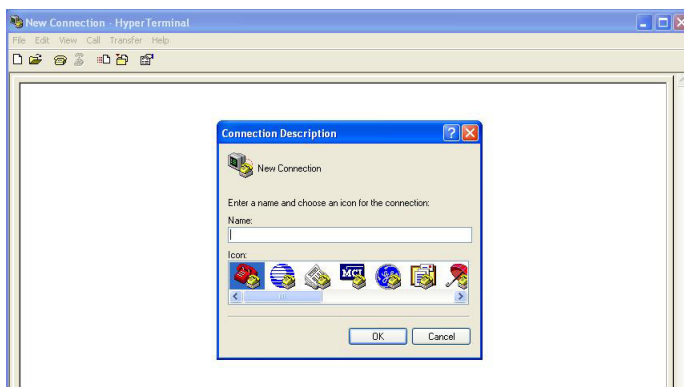 New Connection - HyperTerminal
File Edit View Call Transfer Help
Connection Description
New Connection
Enter a name and choose an icon for the connection:
Name:
Icon:
MCI
OK Cancel